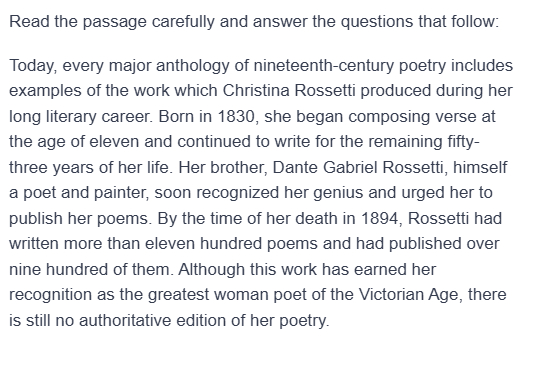 Read the passage carefully and answer the questions that follow:
Today, every major anthology of nineteenth-century poetry includes
examples of the work which Christina Rossetti produced during her
long literary career. Born in 1830, she began composing verse at
the age of eleven and continued to write for the remaining fifty-
three years of her life. Her brother, Dante Gabriel Rossetti, himself
a poet and painter, soon recognized her genius and urged her to
publish her poems. By the time of her death in 1894, Rossetti had
written more than eleven hundred poems and had published over
nine hundred of them. Although this work has earned her
recognition as the greatest woman poet of the Victorian Age, there
is still no authoritative edition of her poetry.